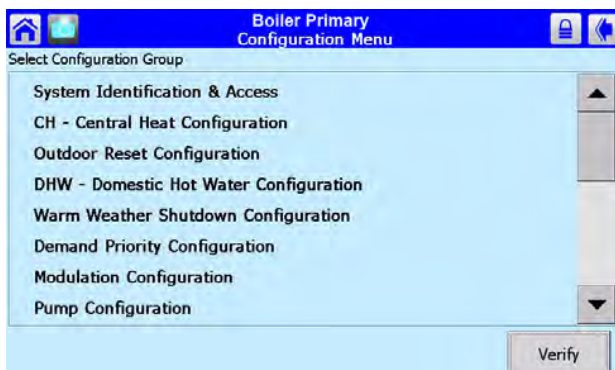 Boiler Primary
Configuration Menu
Select Configuration Group
System Identification & Access
CH - Central Heat Configuration
Outdoor Reset Configuration
DHW - Domestic Hot Water Configuration
Warm Weather Shutdown Configuration
Demand Priority Configuration
Modulation Configuration
Pump Configuration
Verify